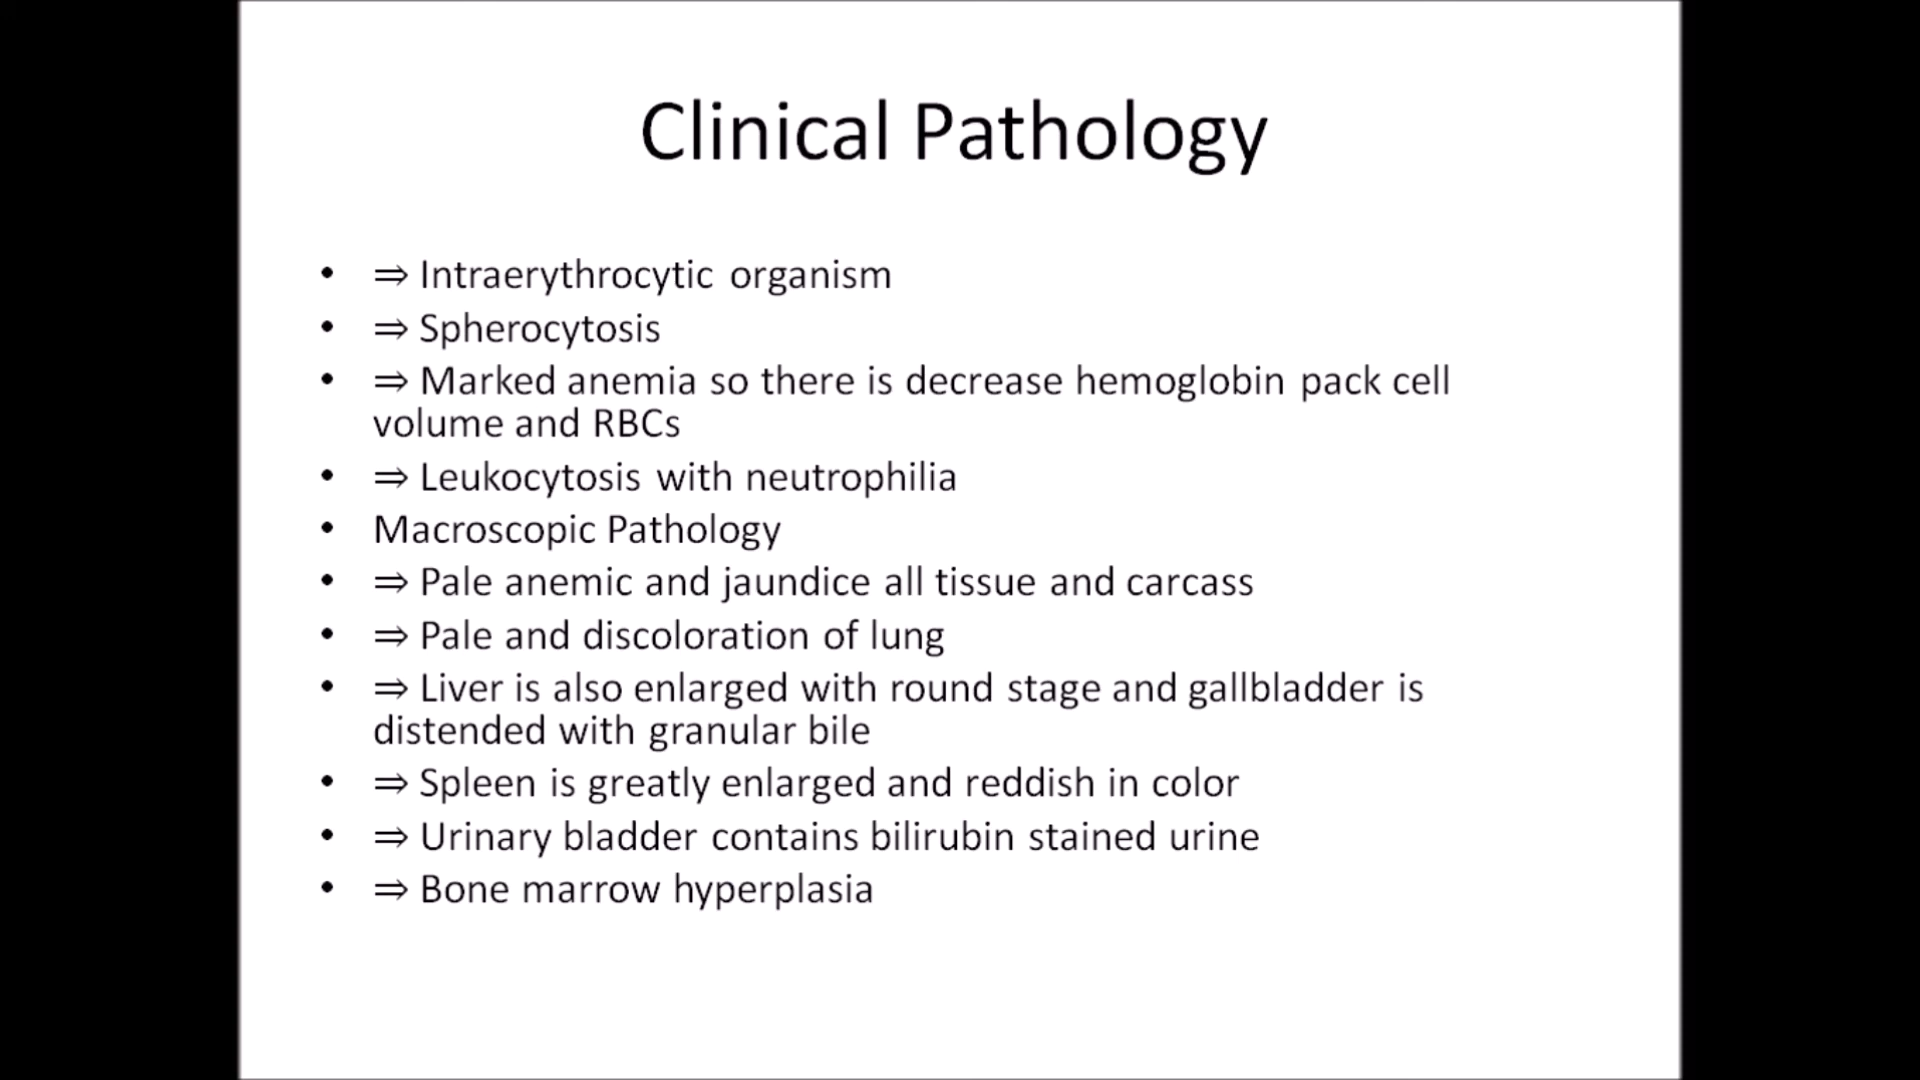 Clinical Pathology
• ⇒ Intraerythrocytic organism
• ⇒ Spherocytosis
• ⇒ Marked anemia so there is decrease hemoglobin pack cell
volume and RBCs
• ⇒ Leukocytosis with neutrophilia
• Macroscopic Pathology
• ⇒ Pale anemic and jaundice all tissue and carcass
• ⇒ Pale and discoloration of lung
• ⇒ Liver is also enlarged with round stage and gallbladder is
distended with granular bile
• ⇒ Spleen is greatly enlarged and reddish in color
• ⇒ Urinary bladder contains bilirubin stained urine
• ⇒ Bone marrow hyperplasia